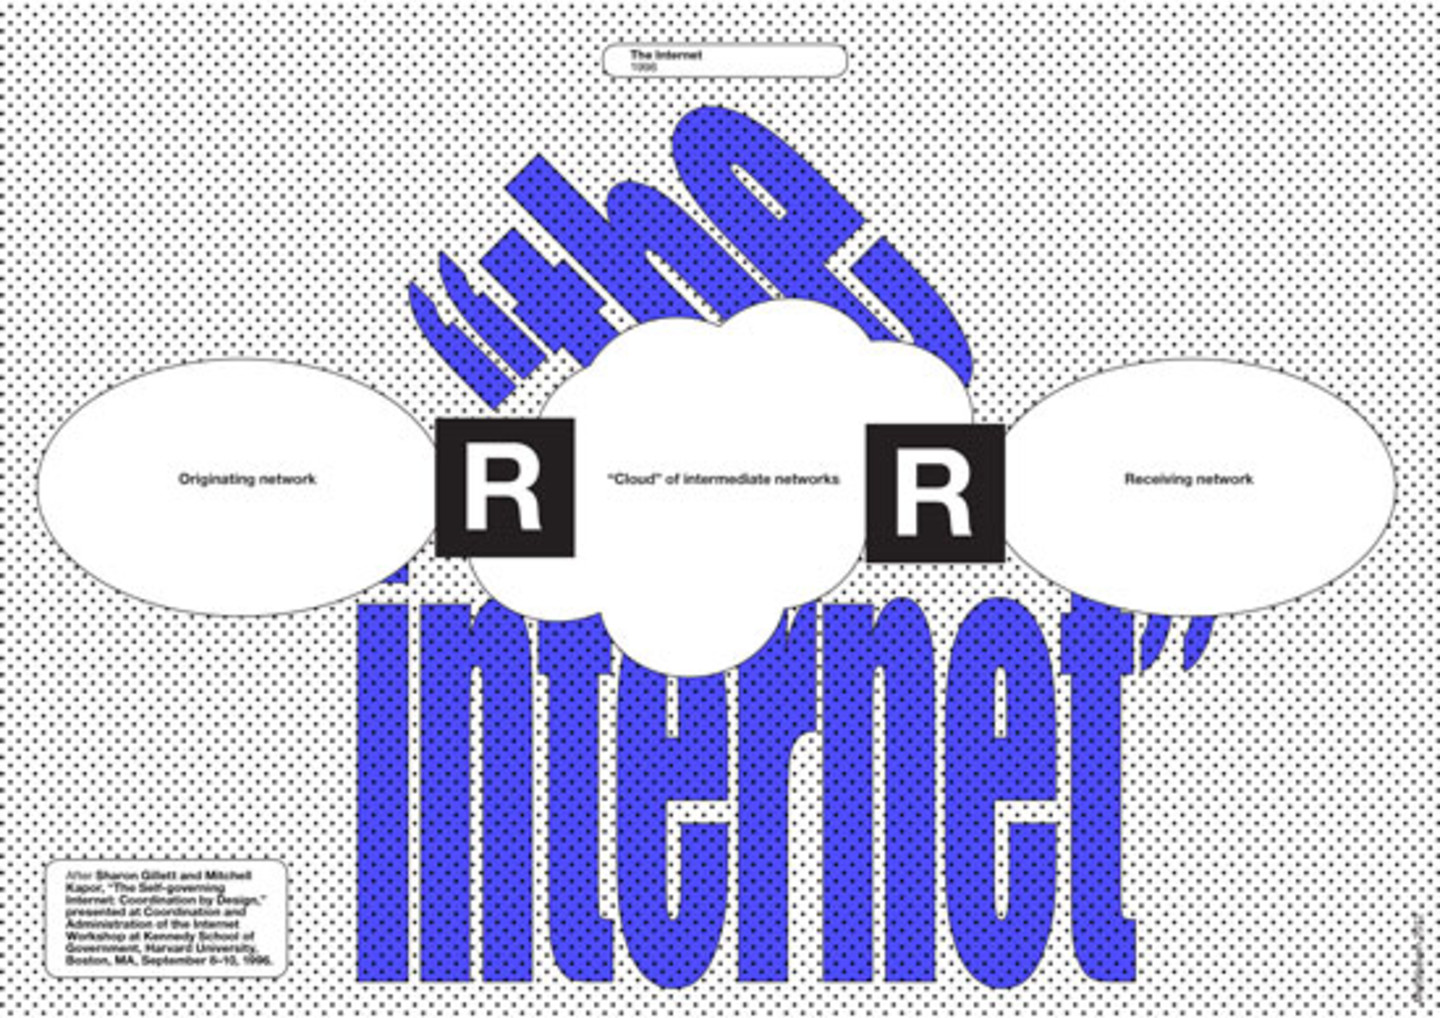 The Internet
1996
“the
Originating network
R
“Cloud” of intermediate networks
R
Receiving network
internet”
After Sharon Gillett and Mitchell
Kapor, “The Self-governing
Internet: Coordination by Design,”
presented at Coordination and
Administration of the Internet
Workshop at Kennedy School of
Government, Harvard University,
Boston, MA, September 8–10, 1996.